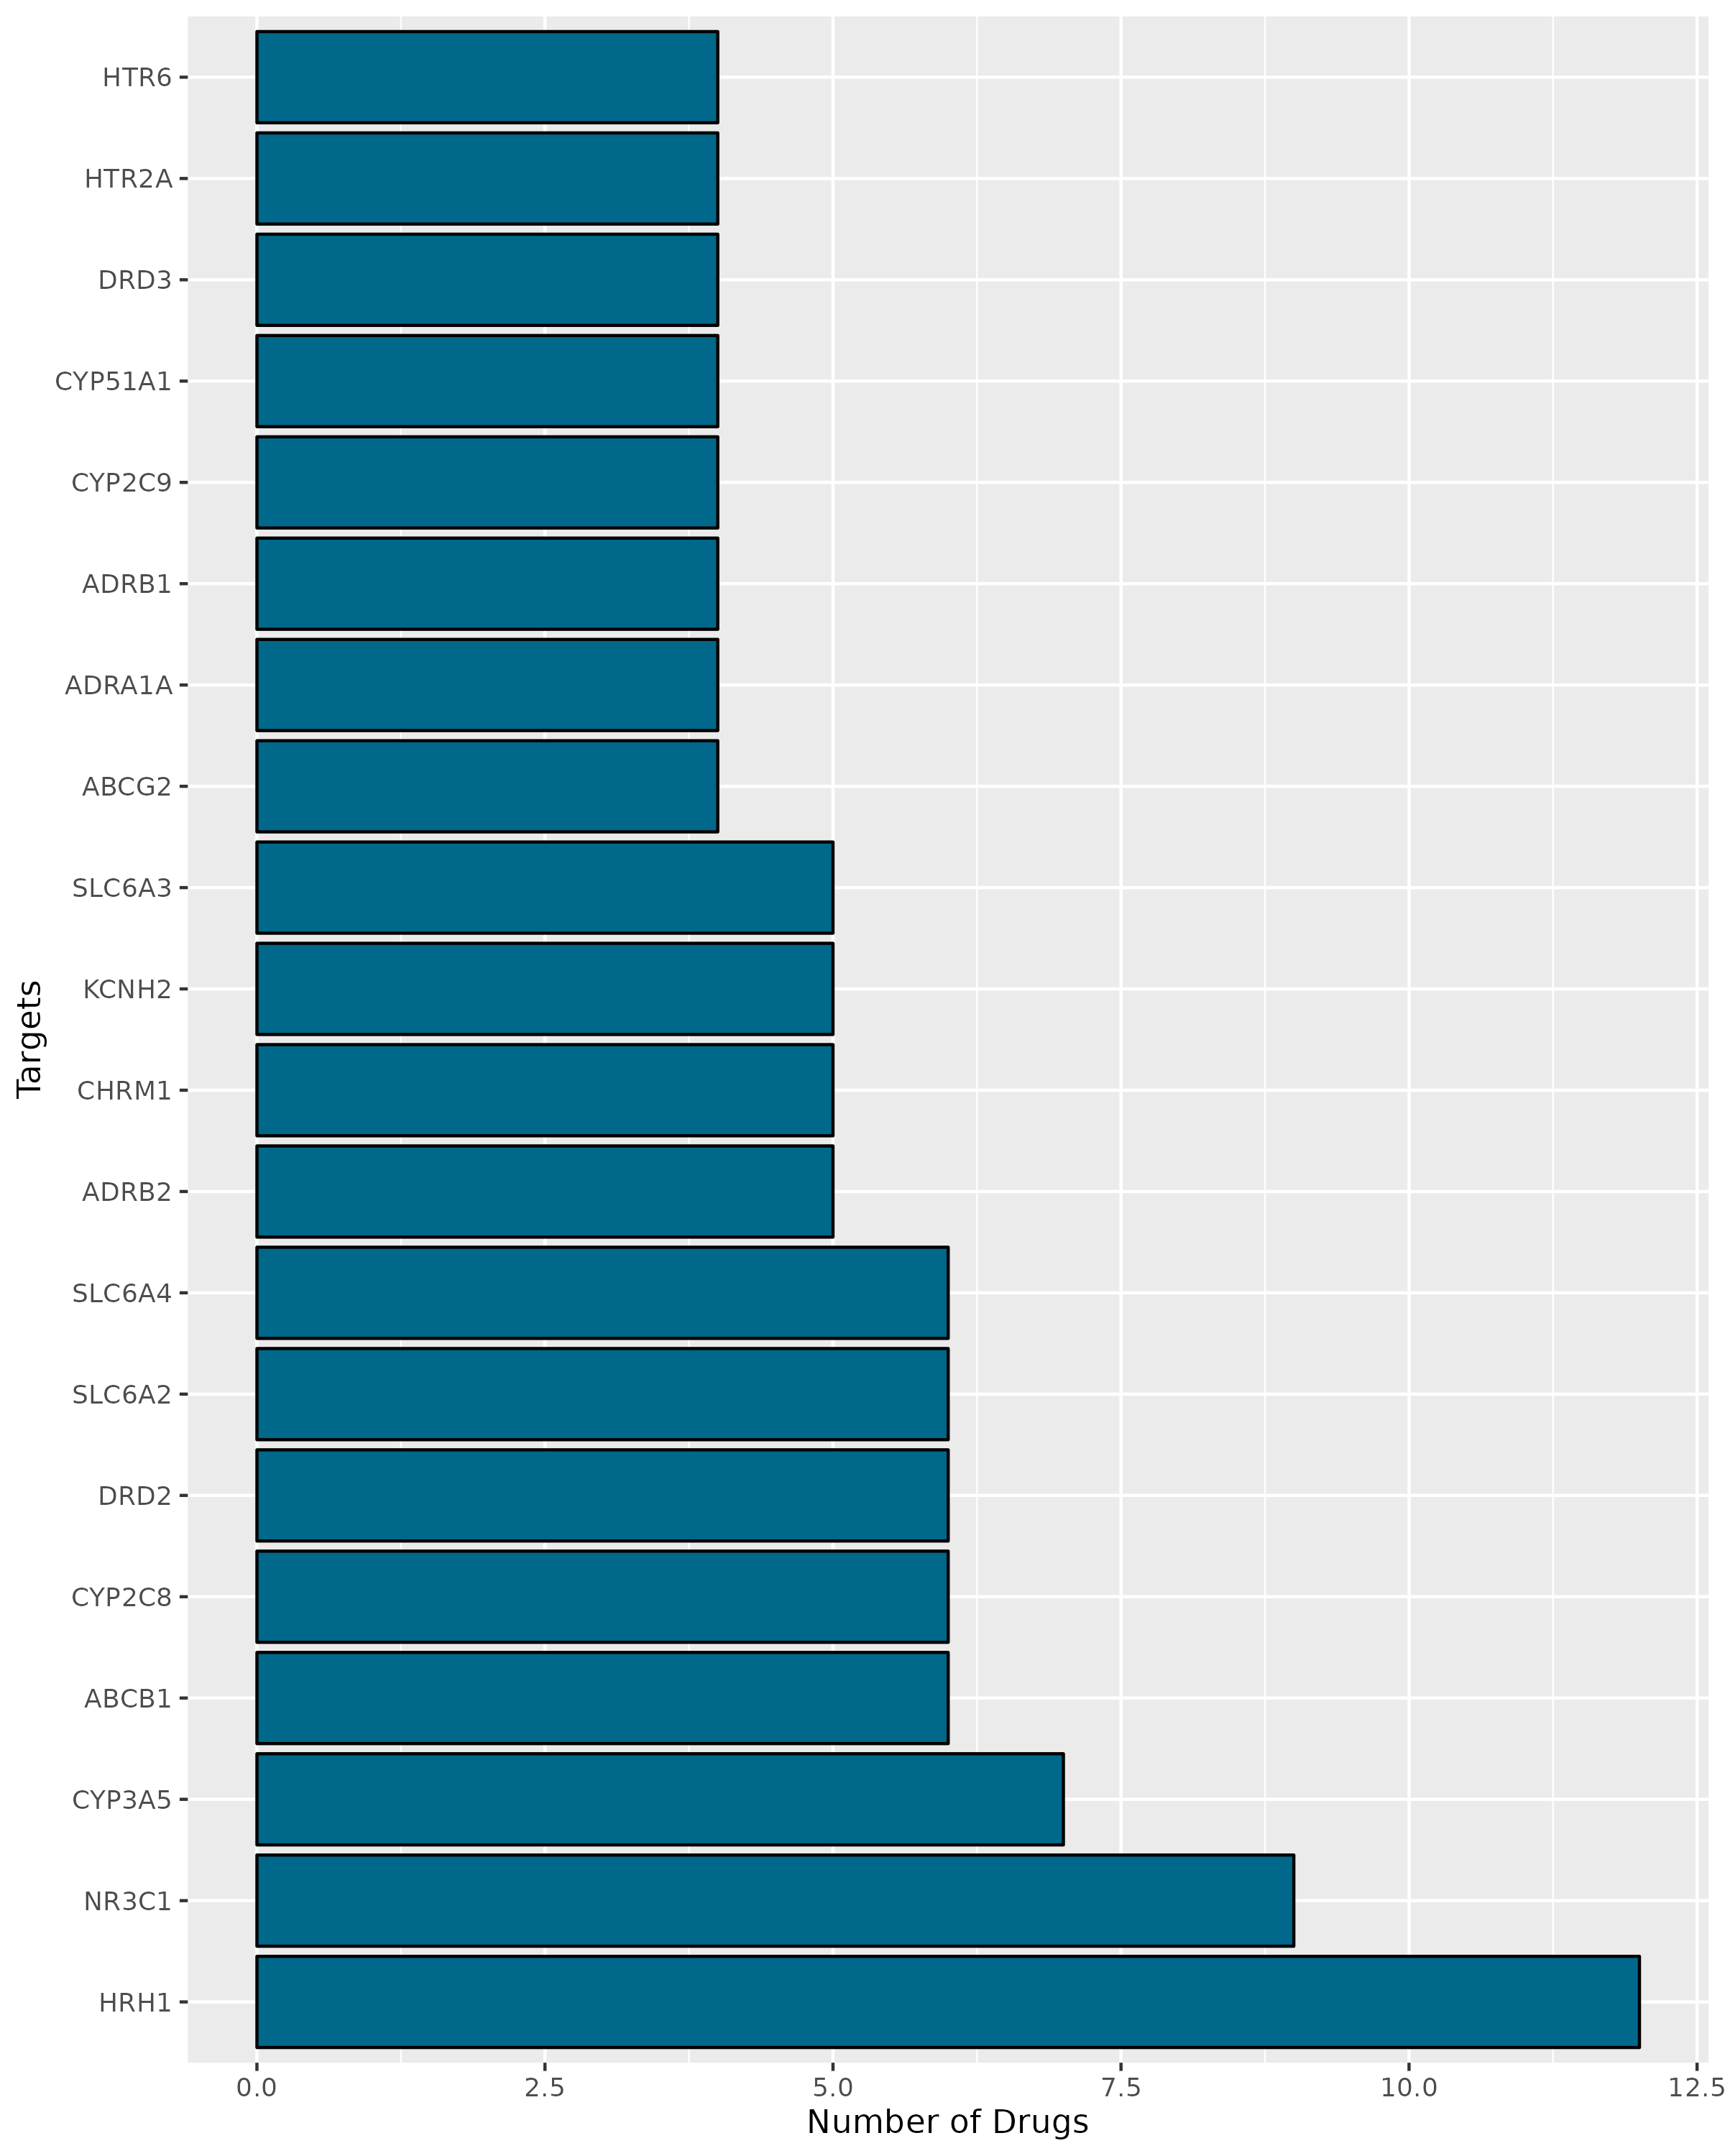 HTR6
HTR2A
DRD3
CYP51A1
CYP2C9
ADRB1
ADRA1A
ABCG2
SLC6A3
KCNH2
CHRM1
ADRB2
SLC6A4
SLC6A2
DRD2
CYP2C8
ABCB1
CYP3A5
NR3C1
HRH1
Targets
0.0 2.5 5.0 7.5 10.0 12.5
Number of Drugs